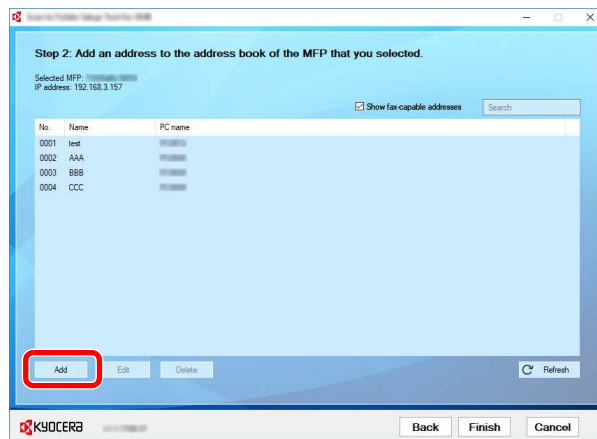 Step 2: Add an address to the address book of the MFP that you selected.
Selected MFP:
IP address: 192.168.3.157
Show fax-capable addresses Search
No. Name PC name
0001 test
0002 AAA
0003 BBB
0004 CCC
Add Edit Delete Refresh
KYOCERA Back Finish Cancel